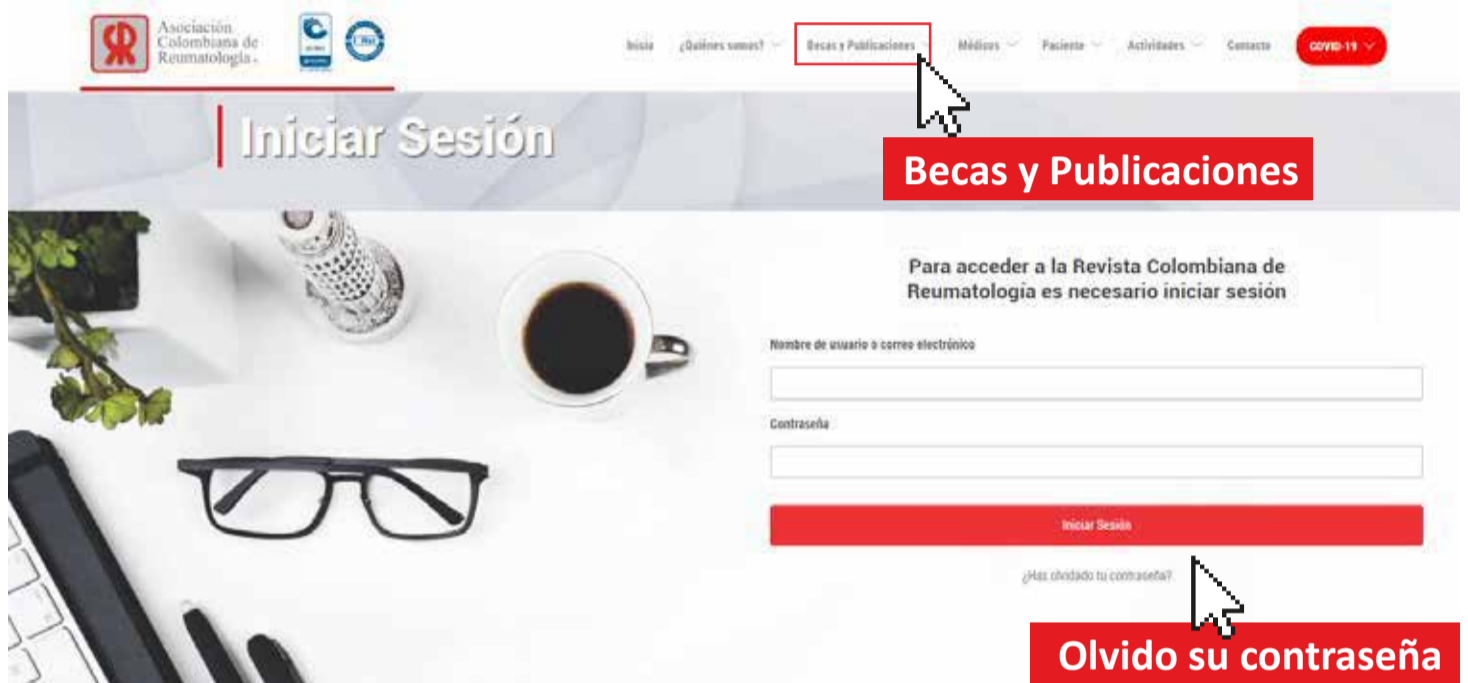 Asociación
Colombiana de
Reumatología.
Inicio ¿Quiénes somos? Becas y Publicaciones Médicos Paciente Actividades Contacto COVID-19
Iniciar Sesión
Becas y Publicaciones
Para acceder a la Revista Colombiana de
Reumatología es necesario iniciar sesión
Nombre de usuario o correo electrónico
Contraseña
Iniciar Sesión
¿Has olvidado tu contraseña?
Olvido su contraseña